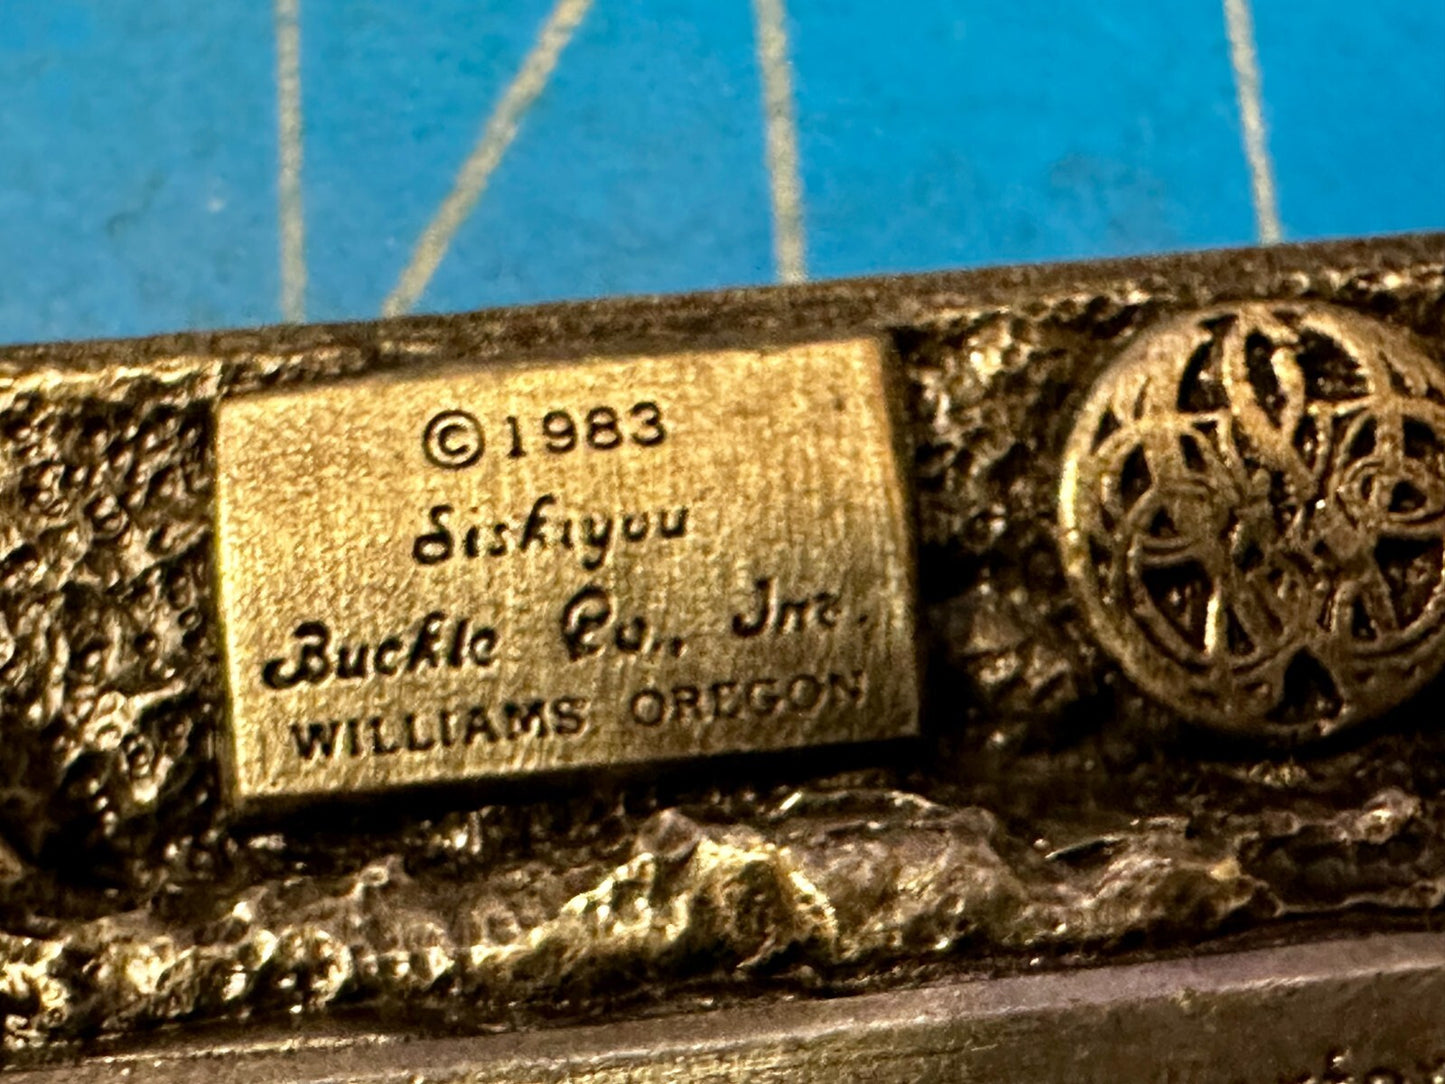 ©1983
Siskiyou
Buckle Co., Inc.
WILLIAMS OREGON